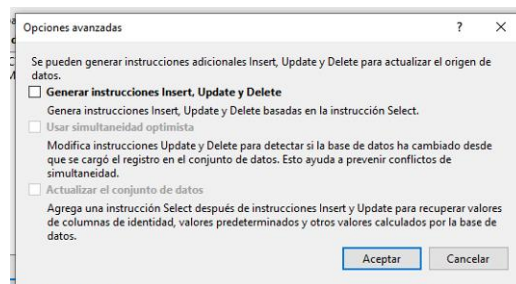 Opciones avanzadas ? X
Se pueden generar instrucciones adicionales Insert, Update y Delete para actualizar el origen de
datos.
Generar instrucciones Insert, Update y Delete
Genera instrucciones Insert, Update y Delete basadas en la instrucción Select.
Usar simultaneidad optimista
Modifica instrucciones Update y Delete para detectar si la base de datos ha cambiado desde
que se cargó el registro en el conjunto de datos. Esto ayuda a prevenir conflictos de
simultaneidad.
Actualizar el conjunto de datos
Agrega una instrucción Select después de instrucciones Insert y Update para recuperar valores
de columnas de identidad, valores predeterminados y otros valores calculados por la base de
datos.
Aceptar Cancelar